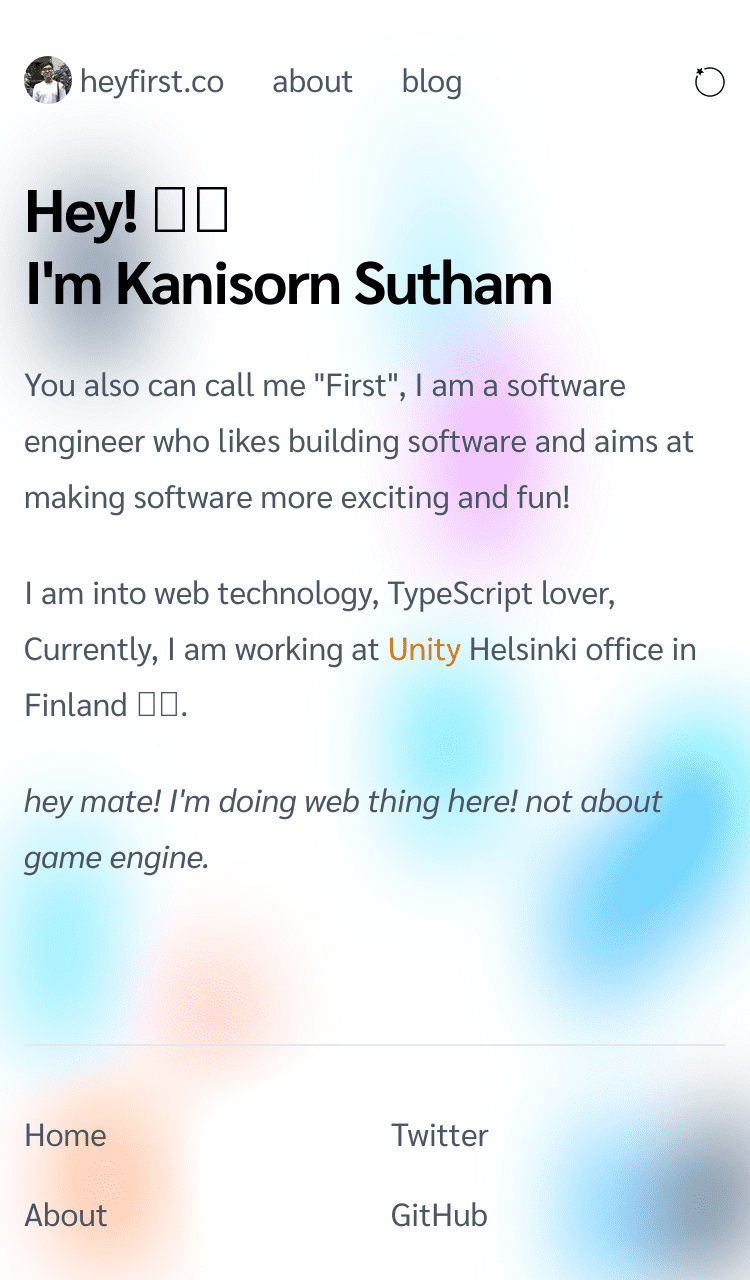 heyfirst.co about blog
Hey! 
I'm Kanisorn Sutham
You also can call me "First", I am a software
engineer who likes building software and aims at
making software more exciting and fun!
I am into web technology, TypeScript lover,
Currently, I am working at Unity Helsinki office in
Finland .
hey mate! I'm doing web thing here! not about
game engine.
Home Twitter
About GitHub